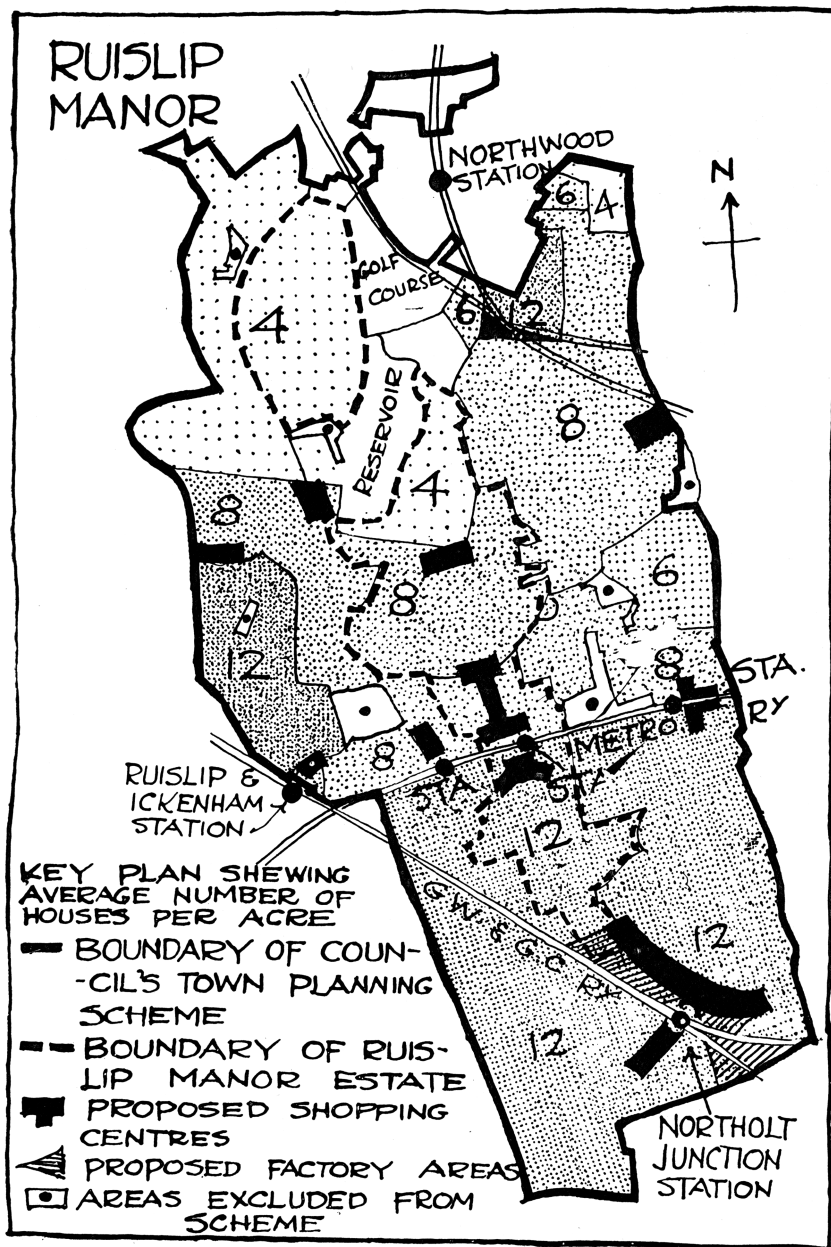 RUISLIP
MANOR
NORTHWOOD
STATION
N
6
4
GOLF
COURSE
4
6
12
RESERVOIR
8
4
8
8
6
12
8
STA.
RY
METRO
8
STA
STA
RUISLIP &
ICKENHAM
STATION
12
G.W. & G.C. RY
12
12
KEY PLAN SHEWING
AVERAGE NUMBER OF
HOUSES PER ACRE
BOUNDARY OF COUN-
-CIL'S TOWN PLANNING
SCHEME
BOUNDARY OF RUIS-
LIP MANOR ESTATE
PROPOSED SHOPPING
CENTRES
PROPOSED FACTORY AREAS
AREAS EXCLUDED FROM
SCHEME
NORTHOLT
JUNCTION
STATION